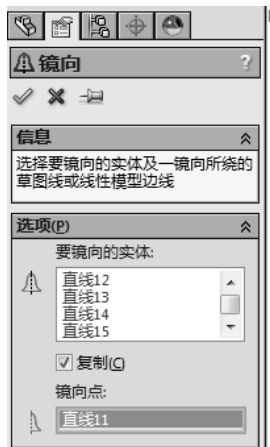 镜向
?
信息
选择要镜向的实体及一镜向所绕的
草图线或线性模型边线
选项(P)
要镜向的实体:
直线12
直线13
直线14
直线15
复制(C)
镜向点:
直线11